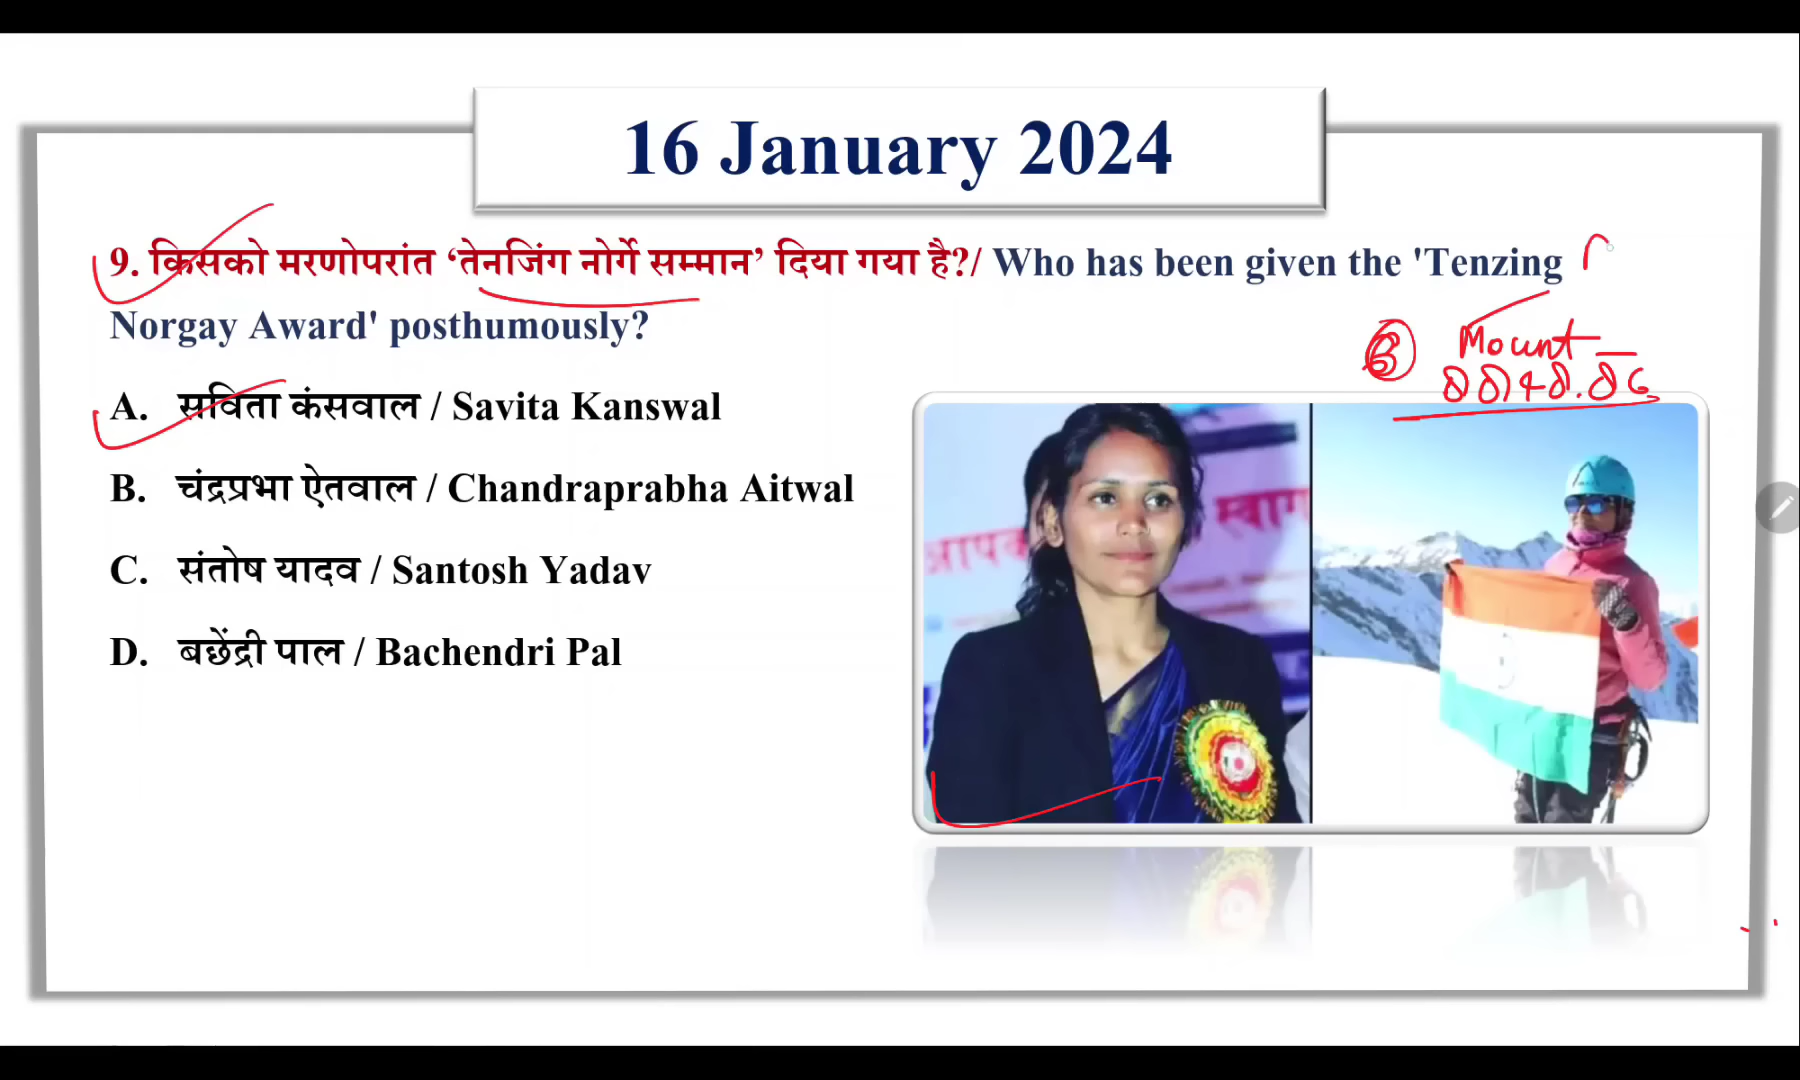 16 January 2024
9. किसको मरणोपरांत ‘तेनजिंग नोर्गे सम्मान’ दिया गया है?/ Who has been given the 'Tenzing
Norgay Award' posthumously?
Mount
8848.86
A. सविता कंसवाल / Savita Kanswal
B. चंद्रप्रभा ऐतवाल / Chandraprabha Aitwal
C. संतोष यादव / Santosh Yadav
D. बछेंद्री पाल / Bachendri Pal